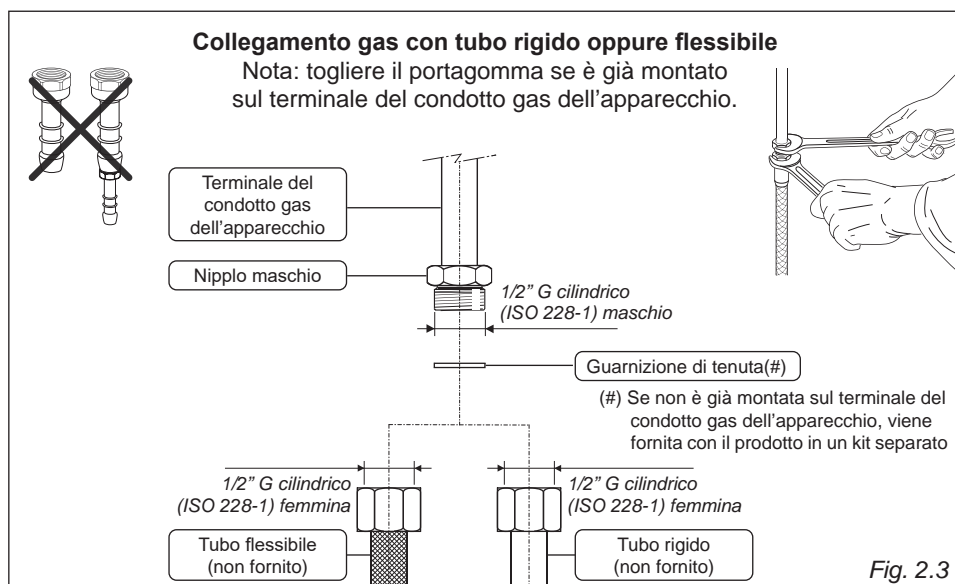 Collegamento gas con tubo rigido oppure flessibile
Nota: togliere il portagomma se è già montato
sul terminale del condotto gas dell’apparecchio.
Terminale del
condotto gas
dell’apparecchio
Nipplo maschio
1/2” G cilindrico
(ISO 228-1) maschio
Guarnizione di tenuta(#)
(#) Se non è già montata sul terminale del
condotto gas dell’apparecchio, viene
fornita con il prodotto in un kit separato
1/2” G cilindrico
(ISO 228-1) femmina
1/2” G cilindrico
(ISO 228-1) femmina
Tubo flessibile
(non fornito)
Tubo rigido
(non fornito)
Fig. 2.3